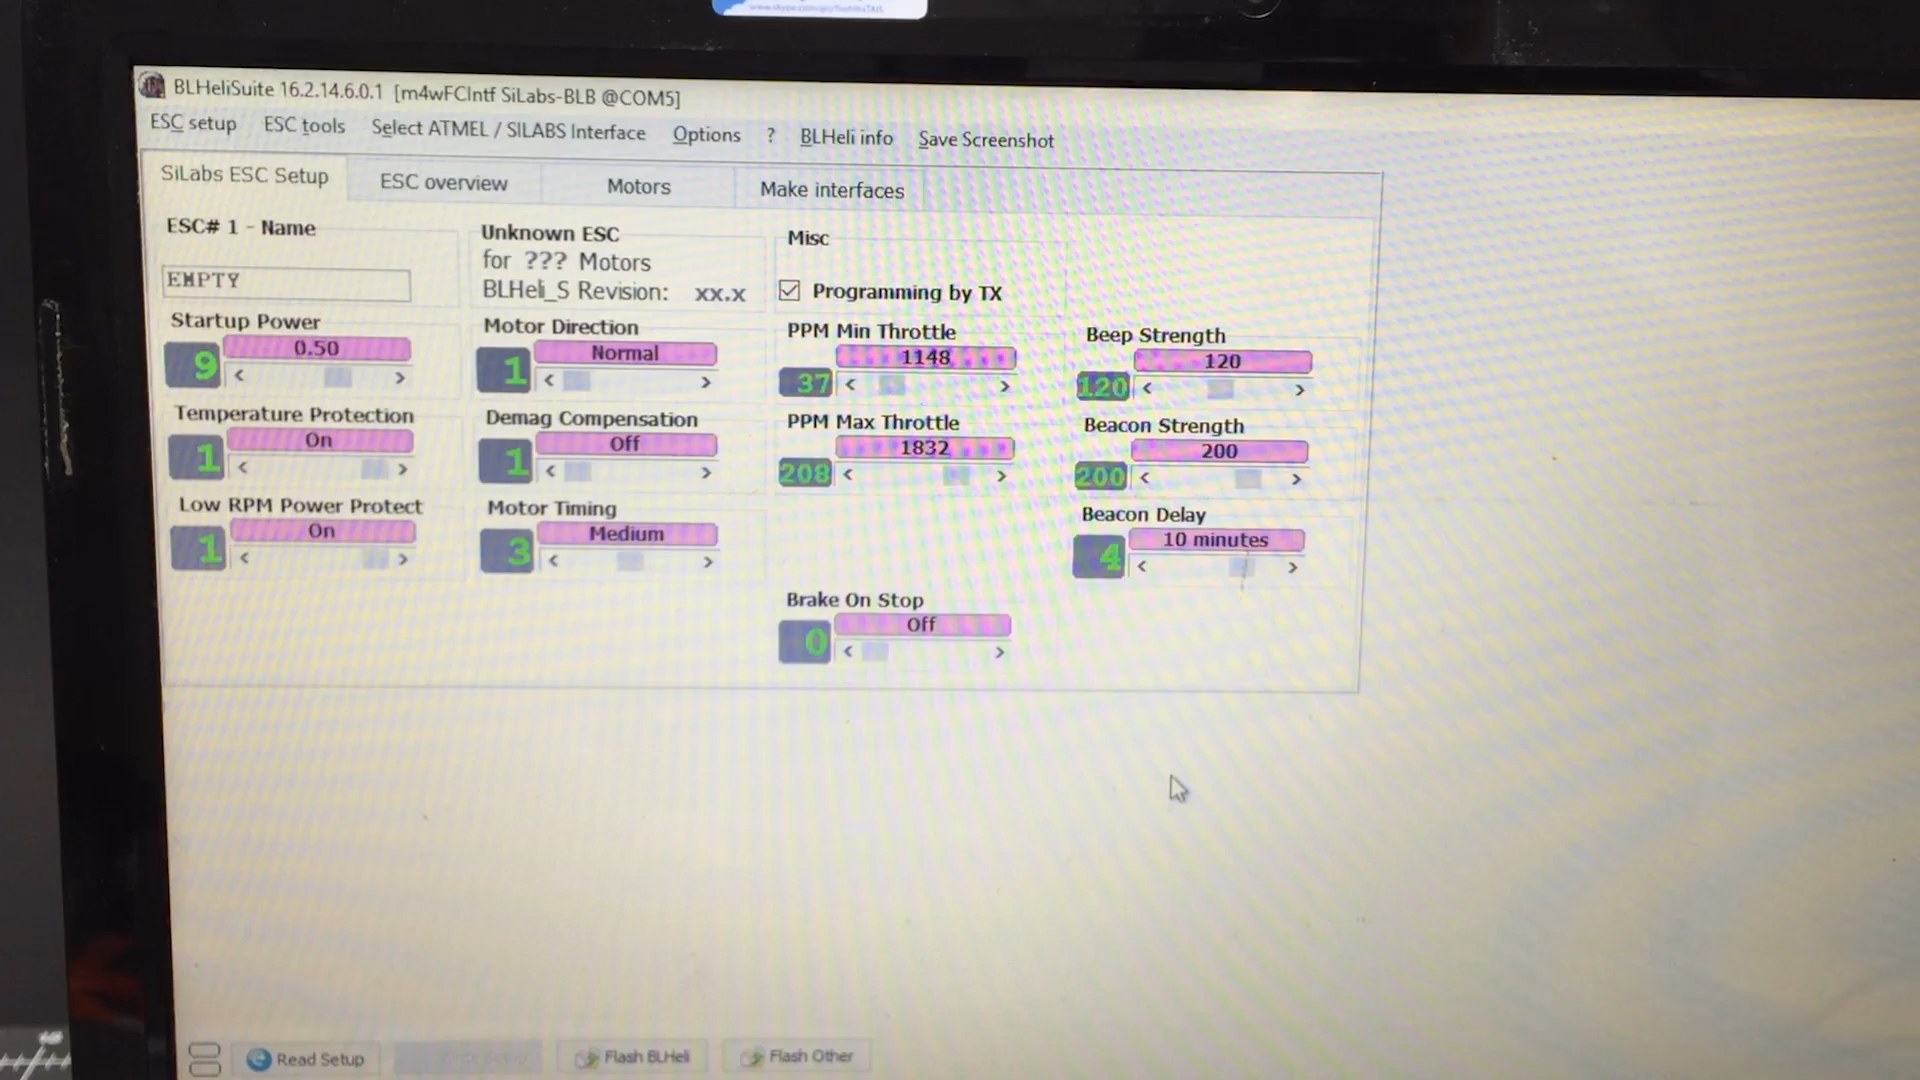 BLHeliSuite 16.2.14.6.0.1 [m4wFCIntf SiLabs-BLB @COM5]
ESC setup ESC tools Select ATMEL / SILABS Interface Options ? BLHeli info Save Screenshot
SiLabs ESC Setup ESC overview Motors Make interfaces
ESC# 1 - Name
EMPTY
Unknown ESC
for ??? Motors
BLHeli_S Revision: xx.x
Misc
Programming by TX
Startup Power
9 0.50
Motor Direction
1 Normal
PPM Min Throttle
37 1148
Beep Strength
120 120
Temperature Protection
1 On
Demag Compensation
1 Off
PPM Max Throttle
208 1832
Beacon Strength
200 200
Low RPM Power Protect
1 On
Motor Timing
3 Medium
Beacon Delay
4 10 minutes
Brake On Stop
0 Off
Read Setup Flash BLHeli Flash Other